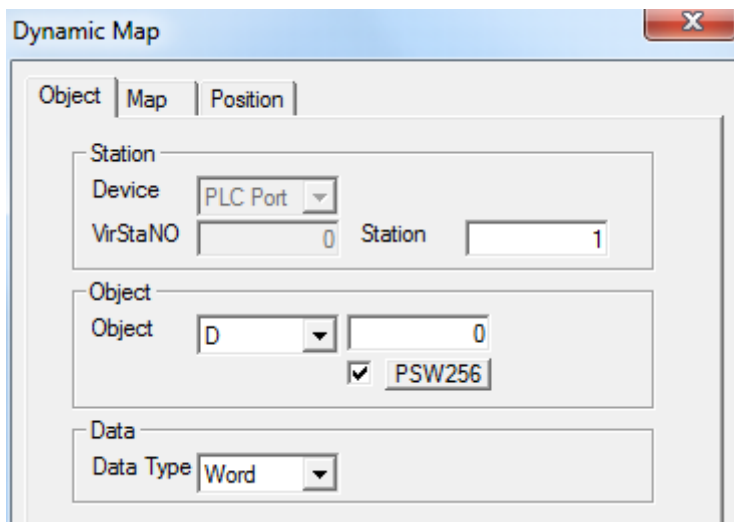 Dynamic Map
X
Object Map Position
Station
Device PLC Port
VirStaNO 0 Station 1
Object
Object D 0
PSW256
Data
Data Type Word